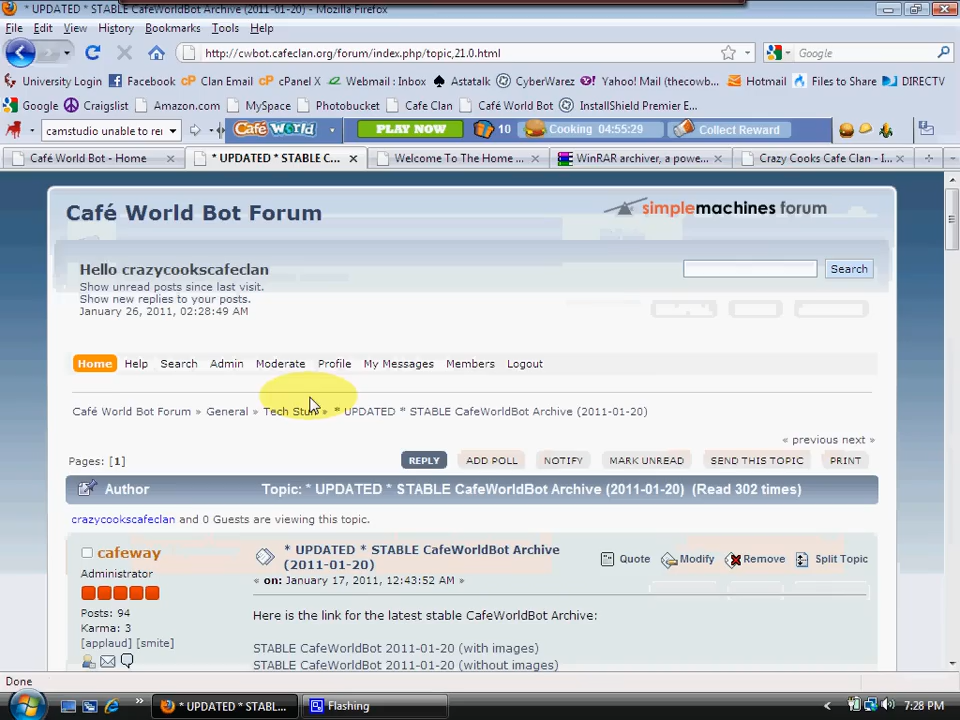 * UPDATED * STABLE CafeWorldBot Archive (2011-01-20) - Mozilla Firefox
File Edit View History Bookmarks Tools Help
http://cwbot.cafeclan.org/forum/index.php/topic,21.0.html
Google
University Login Facebook Clan Email cPanel X Webmail : Inbox Astatalk CyberWarez Yahoo! Mail (thecowb... Hotmail Files to Share DIRECTV
Google Craigslist Amazon.com MySpace Photobucket Cafe Clan Café World Bot InstallShield Premier E...
camstudio unable to re Café World PLAY NOW 10 Cooking 04:55:29 Collect Reward
Café World Bot - Home * UPDATED * STABLE C... Welcome To The Home ... WinRAR archiver, a powe... Crazy Cooks Cafe Clan - I...
Café World Bot Forum
simplemachines forum
Hello crazycookscafeclan
Search
Show unread posts since last visit.
Show new replies to your posts.
January 26, 2011, 02:28:49 AM
Home Help Search Admin Moderate Profile My Messages Members Logout
Café World Bot Forum » General » Tech Stuff » * UPDATED * STABLE CafeWorldBot Archive (2011-01-20)
« previous next »
Pages: [1]
REPLY ADD POLL NOTIFY MARK UNREAD SEND THIS TOPIC PRINT
Author Topic: * UPDATED * STABLE CafeWorldBot Archive (2011-01-20) (Read 302 times)
crazycookscafeclan and 0 Guests are viewing this topic.
cafeway
Administrator
Posts: 94
Karma: 3
[applaud] [smite]
* UPDATED * STABLE CafeWorldBot Archive
(2011-01-20)
« on: January 17, 2011, 12:43:52 AM »
Quote Modify Remove Split Topic
Here is the link for the latest stable CafeWorldBot Archive:
STABLE CafeWorldBot 2011-01-20 (with images)
STABLE CafeWorldBot 2011-01-20 (without images)
Done
* UPDATED * STABL... Flashing 7:28 PM